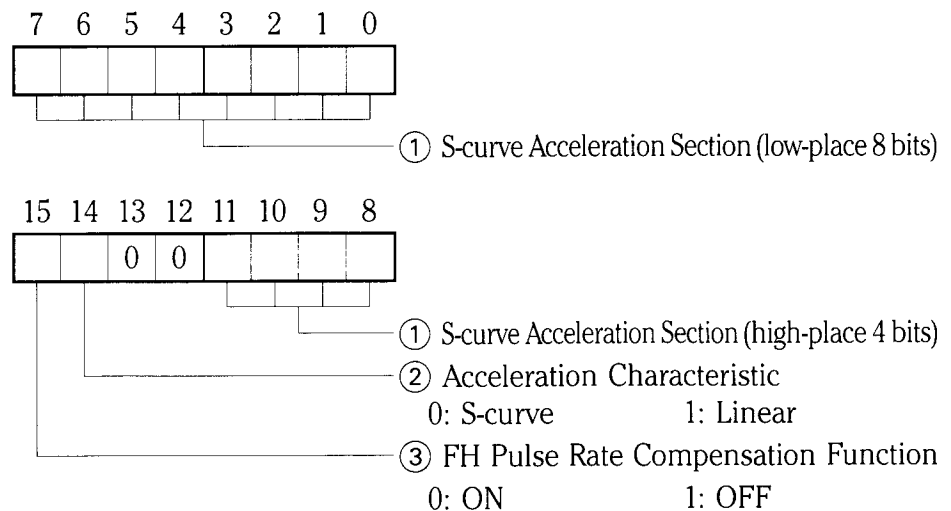 7 6 5 4 3 2 1 0
① S-curve Acceleration Section (low-place 8 bits)
15 14 13 12 11 10 9 8
0 0
① S-curve Acceleration Section (high-place 4 bits)
② Acceleration Characteristic
0: S-curve 1: Linear
③ FH Pulse Rate Compensation Function
0: ON 1: OFF